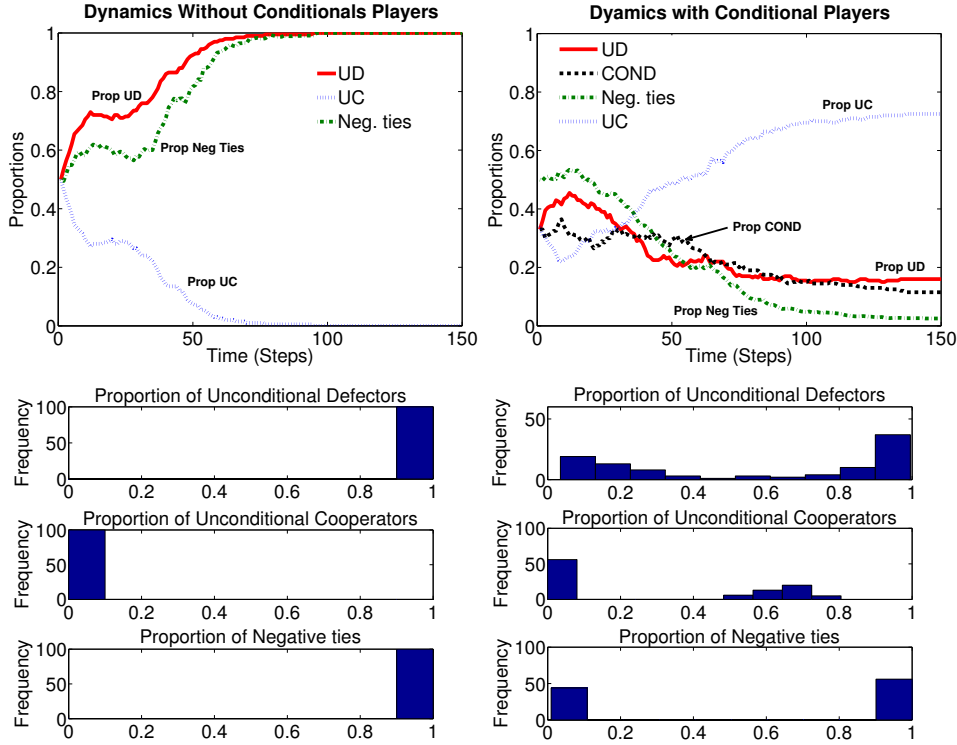 Dynamics Without Conditionals Players
1
0.8
0.6
0.4
0.2
0
Proportions
Prop UD
Prop Neg Ties
Prop UC
UD
UC
Neg. ties
0
50
100
150
Time (Steps)
Dyamics with Conditional Players
1
0.8
0.6
0.4
0.2
0
Proportions
UD
COND
Neg. ties
UC
Prop UC
Prop COND
Prop UD
Prop Neg Ties
0
50
100
150
Time (Steps)
Proportion of Unconditional Defectors
100
50
0
Frequency
0.2
0.4
0.6
0.8
1
Proportion of Unconditional Defectors
50
0
Frequency
0.2
0.4
0.6
0.8
1
Proportion of Unconditional Cooperators
100
50
0
Frequency
0.2
0.4
0.6
0.8
1
Proportion of Unconditional Cooperators
100
50
0
Frequency
0.2
0.4
0.6
0.8
1
Proportion of Negative ties
100
50
0
Frequency
0.2
0.4
0.6
0.8
1
Proportion of Negative ties
100
50
0
Frequency
0.2
0.4
0.6
0.8
1